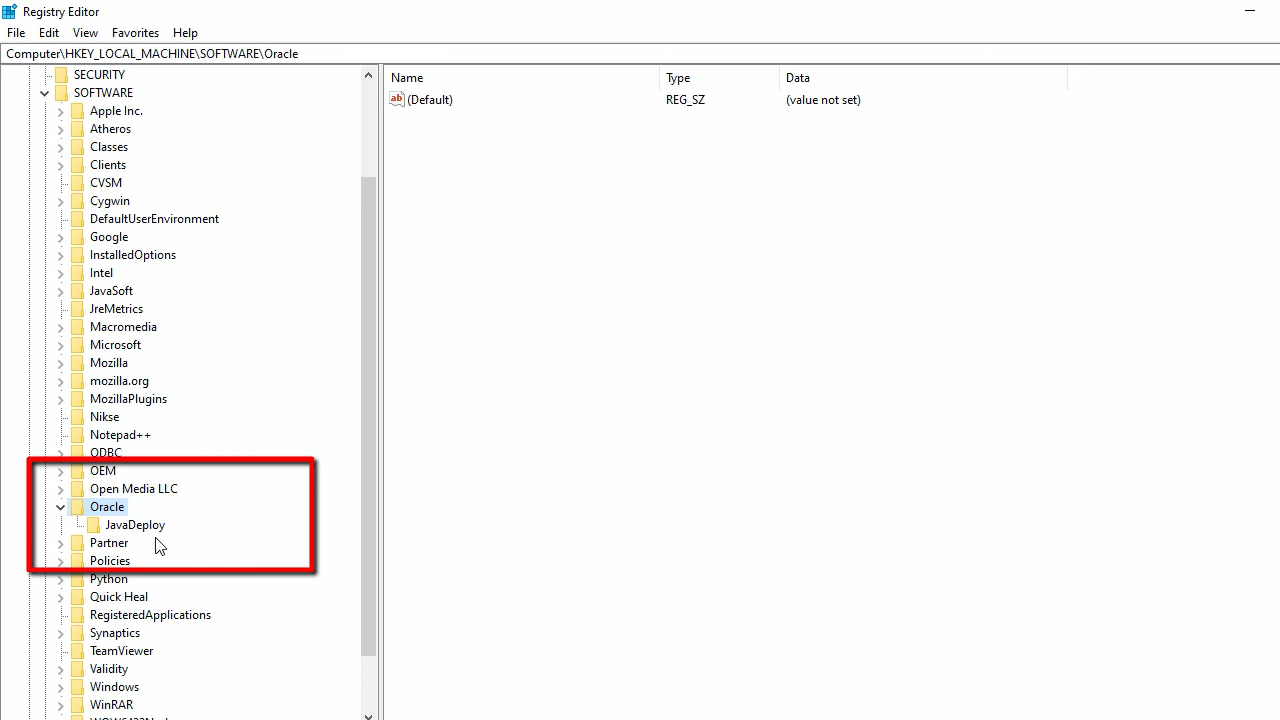 Registry Editor
File Edit View Favorites Help
Computer\HKEY_LOCAL_MACHINE\SOFTWARE\Oracle
SECURITY
SOFTWARE
Apple Inc.
Atheros
Classes
Clients
CVSM
Cygwin
DefaultUserEnvironment
Google
InstalledOptions
Intel
JavaSoft
JreMetrics
Macromedia
Microsoft
Mozilla
mozilla.org
MozillaPlugins
Nikse
Notepad++
ODBC
OEM
Open Media LLC
Oracle
JavaDeploy
Partner
Policies
Python
Quick Heal
RegisteredApplications
Synaptics
TeamViewer
Validity
Windows
WinRAR
Name Type Data
ab (Default) REG_SZ (value not set)